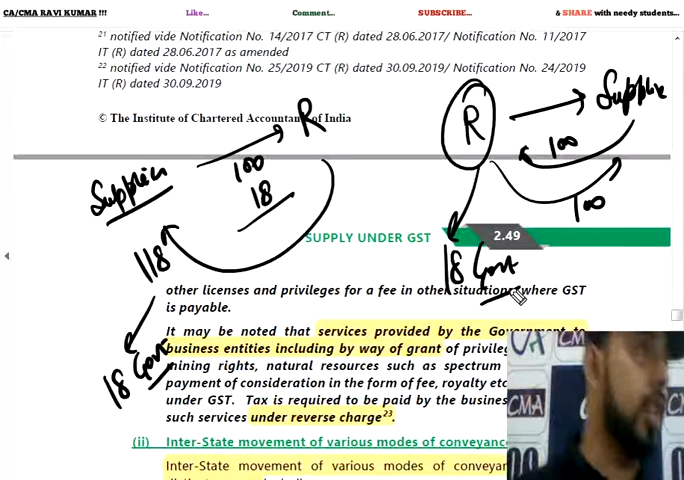 CA/CMA RAVI KUMAR !!! Like... Comment... SUBSCRIBE... & SHARE with needy students...
21 notified vide Notification No. 14/2017 CT (R) dated 28.06.2017/ Notification No. 11/2017
IT (R) dated 28.06.2017 as amended
22 notified vide Notification No. 25/2019 CT (R) dated 30.09.2019/ Notification No. 24/2019
IT (R) dated 30.09.2019
© The Institute of Chartered Accountants of India
Supplier
R
100
18
118
18 Govt
R
Supplier
100
100
18 Govt
SUPPLY UNDER GST 2.49
other licenses and privileges for a fee in other situations, where GST
is payable.
It may be noted that services provided by the Government to
business entities including by way of grant of privileg
mining rights, natural resources such as spectrum
payment of consideration in the form of fee, royalty etc
under GST. Tax is required to be paid by the business
such services under reverse charge23.
(ii) Inter-State movement of various modes of conveyanc
Inter-State movement of various modes of conveyan
CMA
CMA